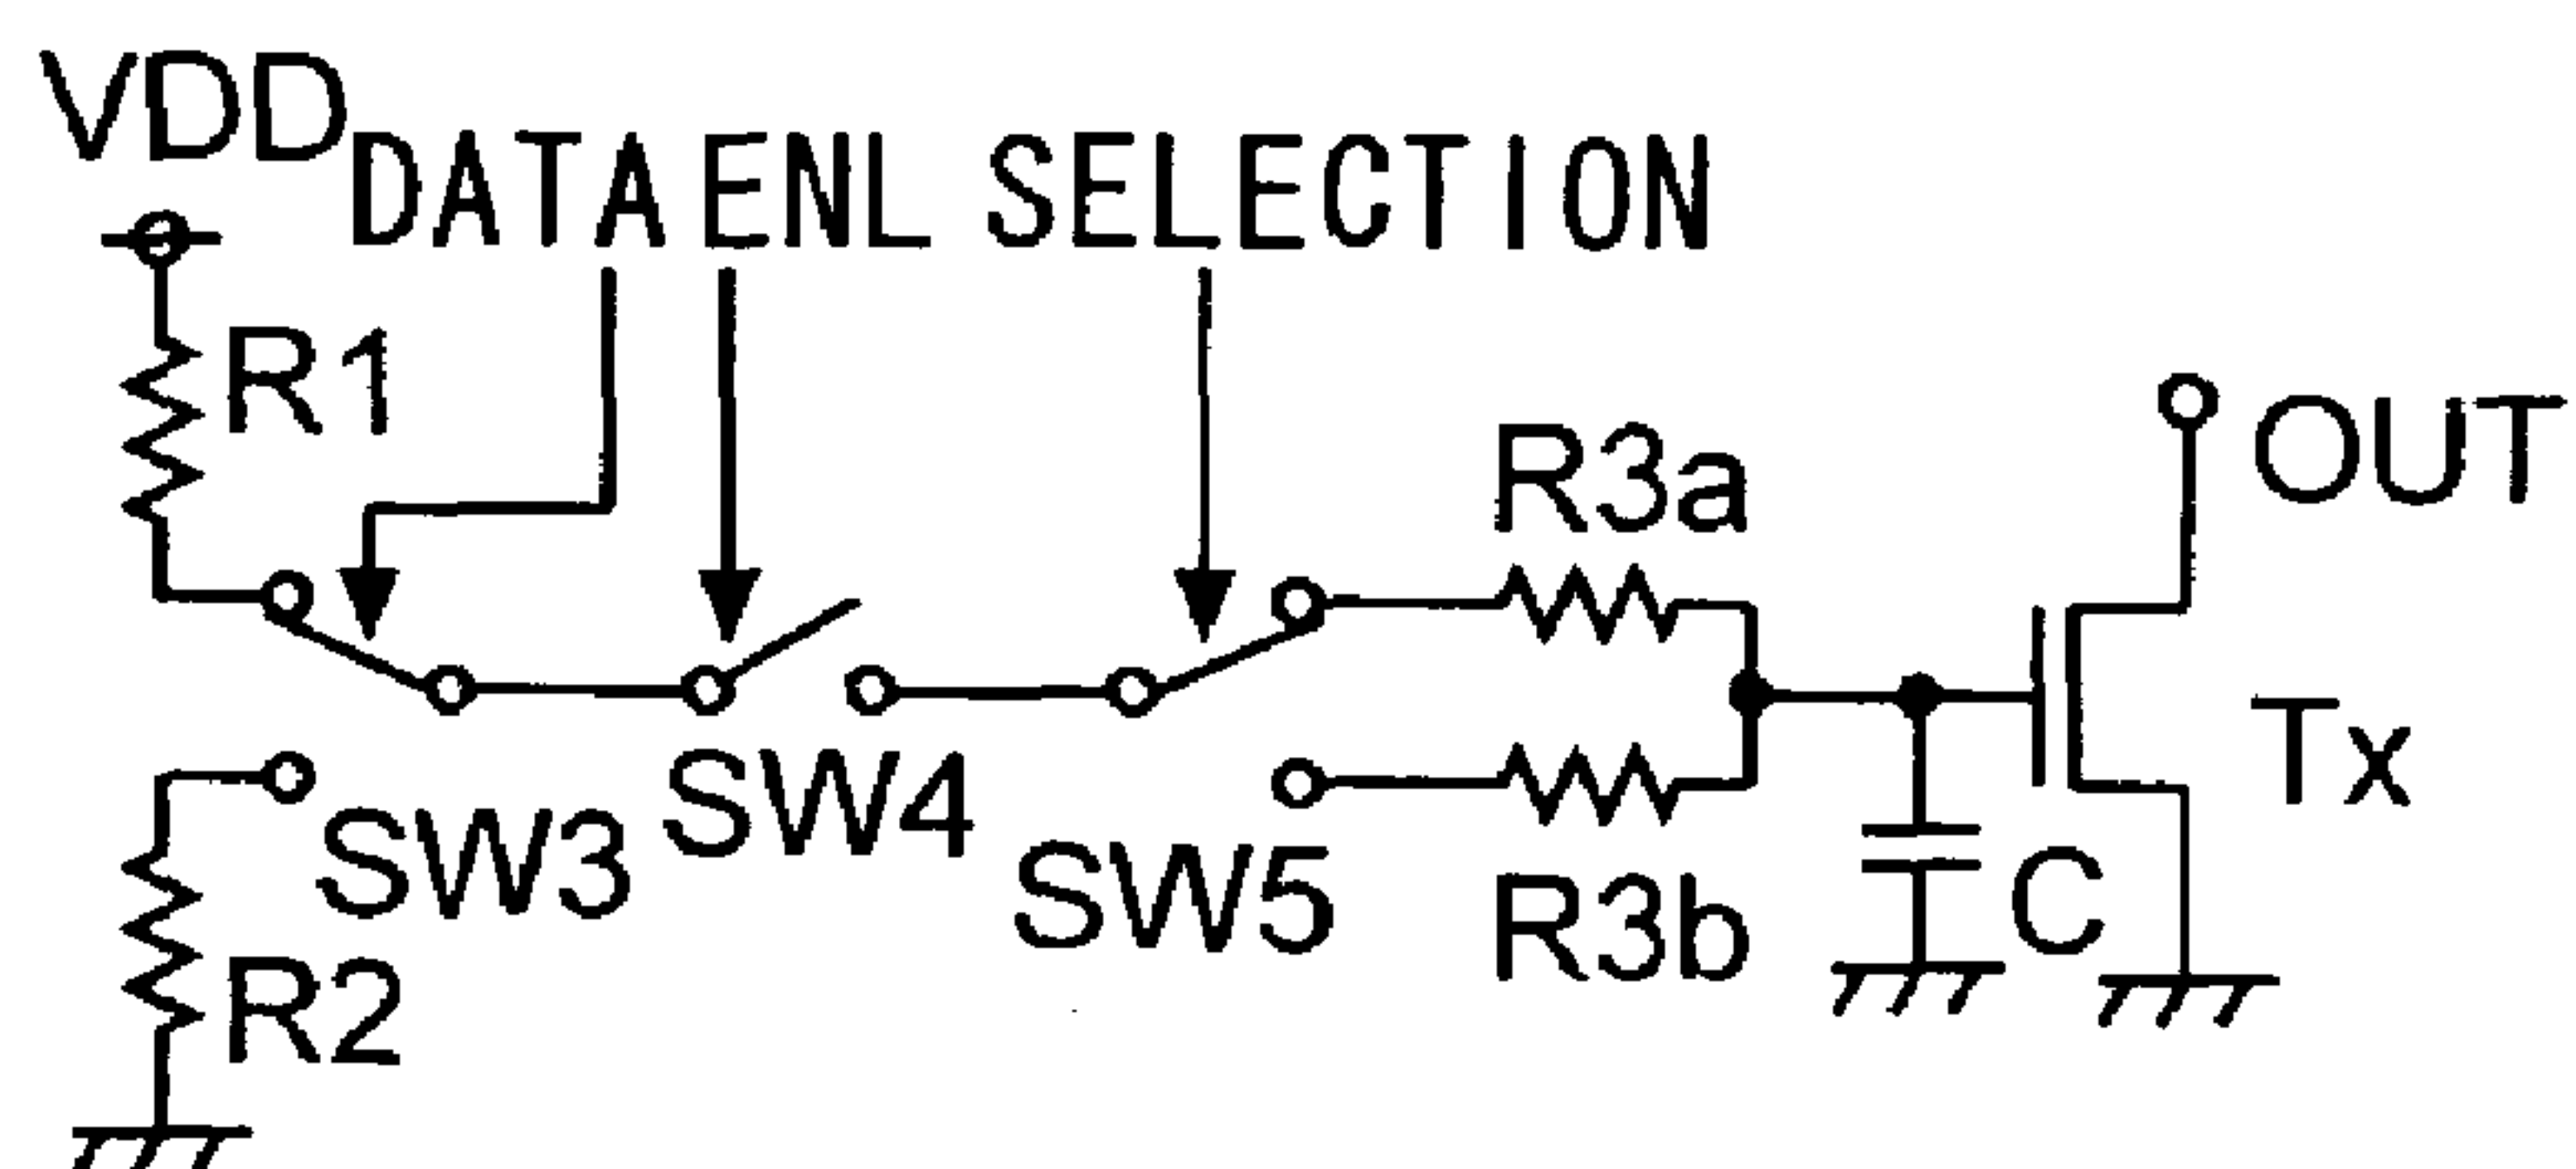 VDD
DATA ENL SELECTION
R1
R3a
OUT
Tx
SW4
SW3
SW5
R3b
C
R2